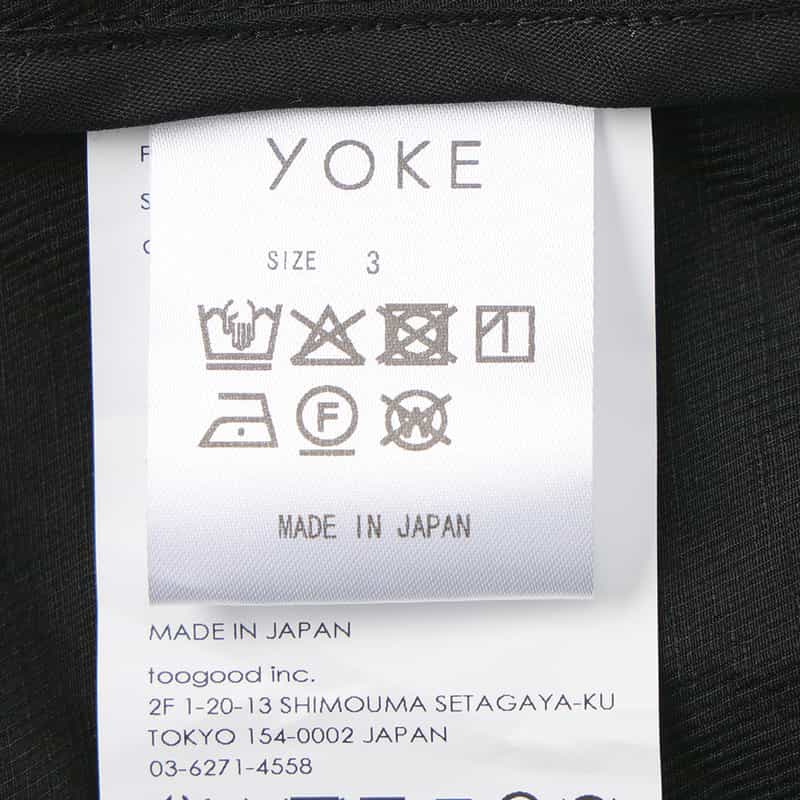 YOKE
SIZE 3
F
W
MADE IN JAPAN
MADE IN JAPAN
toogood inc.
2F 1-20-13 SHIMOUMA SETAGAYA-KU
TOKYO 154-0002 JAPAN
03-6271-4558